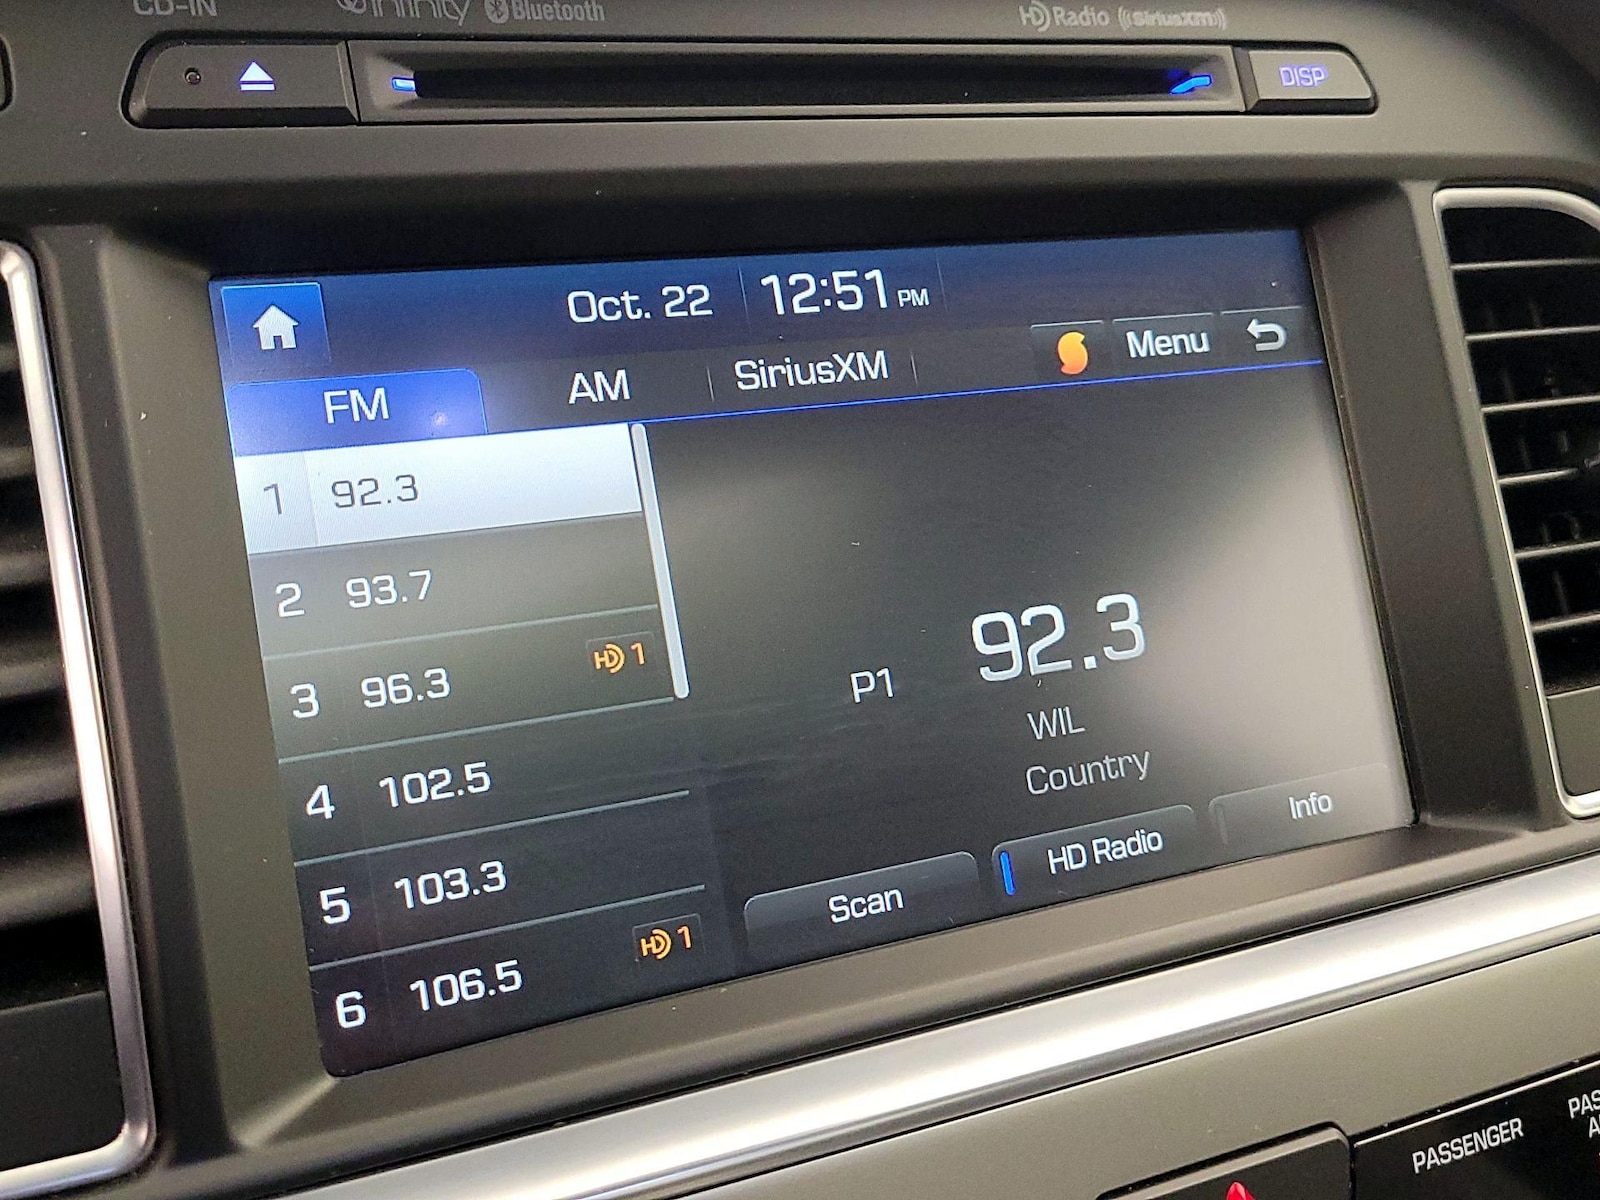 CD-IN
infinity Bluetooth
HD Radio ((SiriusXM))
DISP
Oct. 22 12:51 PM
Menu
FM AM SiriusXM
1 92.3
2 93.7
3 96.3 HD 1
4 102.5
5 103.3
6 106.5 HD 1
P1 92.3
WIL
Country
Scan HD Radio Info
PASSENGER